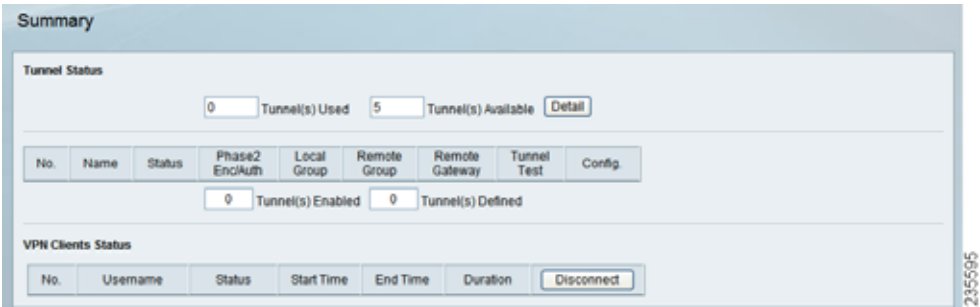 Summary
Tunnel Status
0 Tunnel(s) Used 5 Tunnel(s) Available Detail
No. Name Status Phase2 Enc/Auth Local Group Remote Group Remote Gateway Tunnel Test Config.
0 Tunnel(s) Enabled 0 Tunnel(s) Defined
VPN Clients Status
No. Username Status Start Time End Time Duration Disconnect
235595